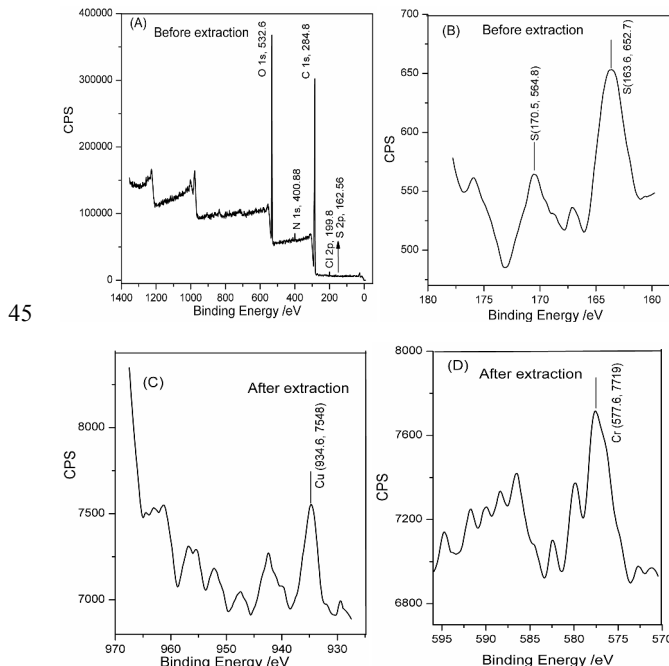 (A)
Before extraction
O 1s, 532.6
C 1s, 284.8
N 1s, 400.88
Cl 2p, 199.8
S 2p, 162.56
400000
300000
200000
100000
0
CPS
1400 1200 1000 800 600 400 200 0
Binding Energy /eV
(B)
Before extraction
S(170.5, 564.8)
S(163.6, 652.7)
700
650
600
550
500
CPS
180 175 170 165 160
Binding Energy /eV
45
(C)
After extraction
Cu (934.6, 7548)
8000
7500
7000
CPS
970 960 950 940 930
Binding Energy /eV
(D)
After extraction
Cr (577.6, 7719)
8000
7600
7200
6800
CPS
595 590 585 580 575 570
Binding Energy /eV